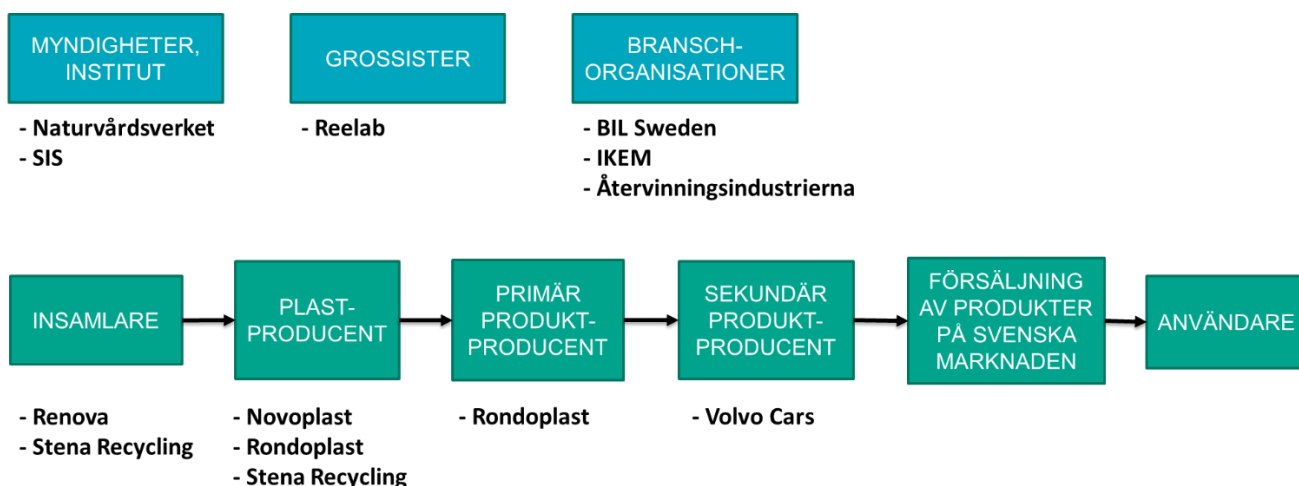 MYNDIGHETER,
INSTITUT
GROSSISTER
BRANSCH-
ORGANISATIONER
- Naturvårdsverket
- SIS
- Reelab
- BIL Sweden
- IKEM
- Återvinningsindustrierna
INSAMLARE
PLAST-
PRODUCENT
PRIMÄR
PRODUKT-
PRODUCENT
SEKUNDÄR
PRODUKT-
PRODUCENT
FÖRSÄLJNING
AV PRODUKTER
PÅ SVENSKA
MARKNADEN
ANVÄNDARE
- Renova
- Stena Recycling
- Novoplast
- Rondoplast
- Stena Recycling
- Rondoplast
- Volvo Cars